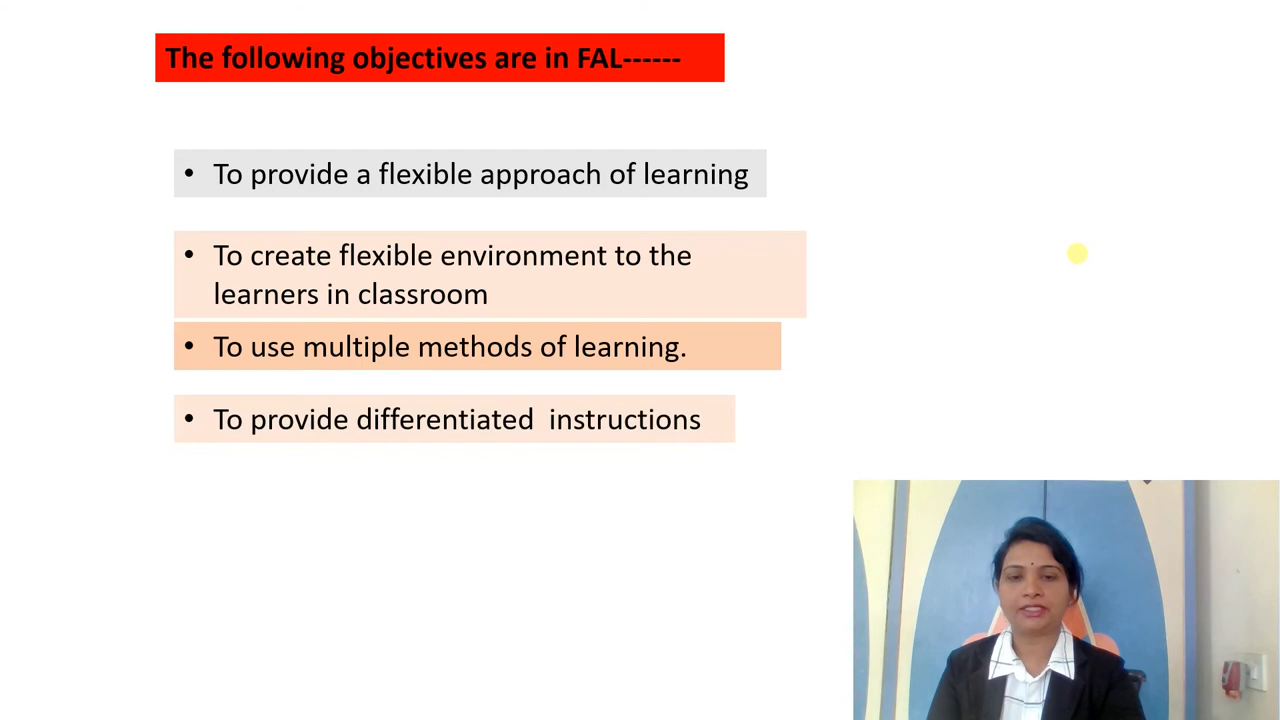 The following objectives are in FAL------
• To provide a flexible approach of learning
• To create flexible environment to the
learners in classroom
• To use multiple methods of learning.
• To provide differentiated  instructions